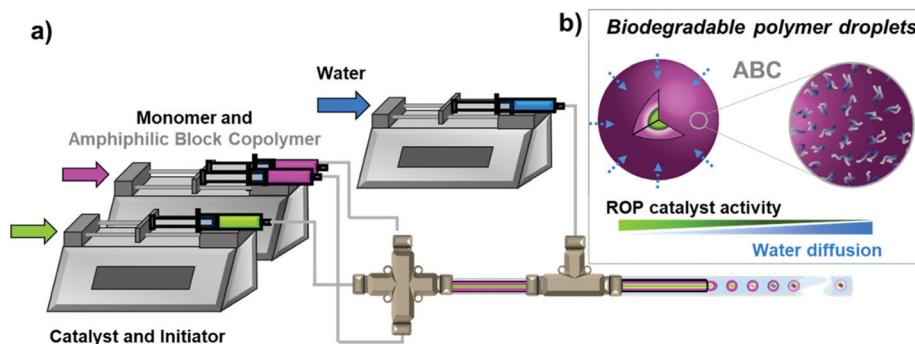 a)
Water
Monomer and
Amphiphilic Block Copolymer
Catalyst and Initiator
b)
Biodegradable polymer droplets
ABC
ROP catalyst activity
Water diffusion